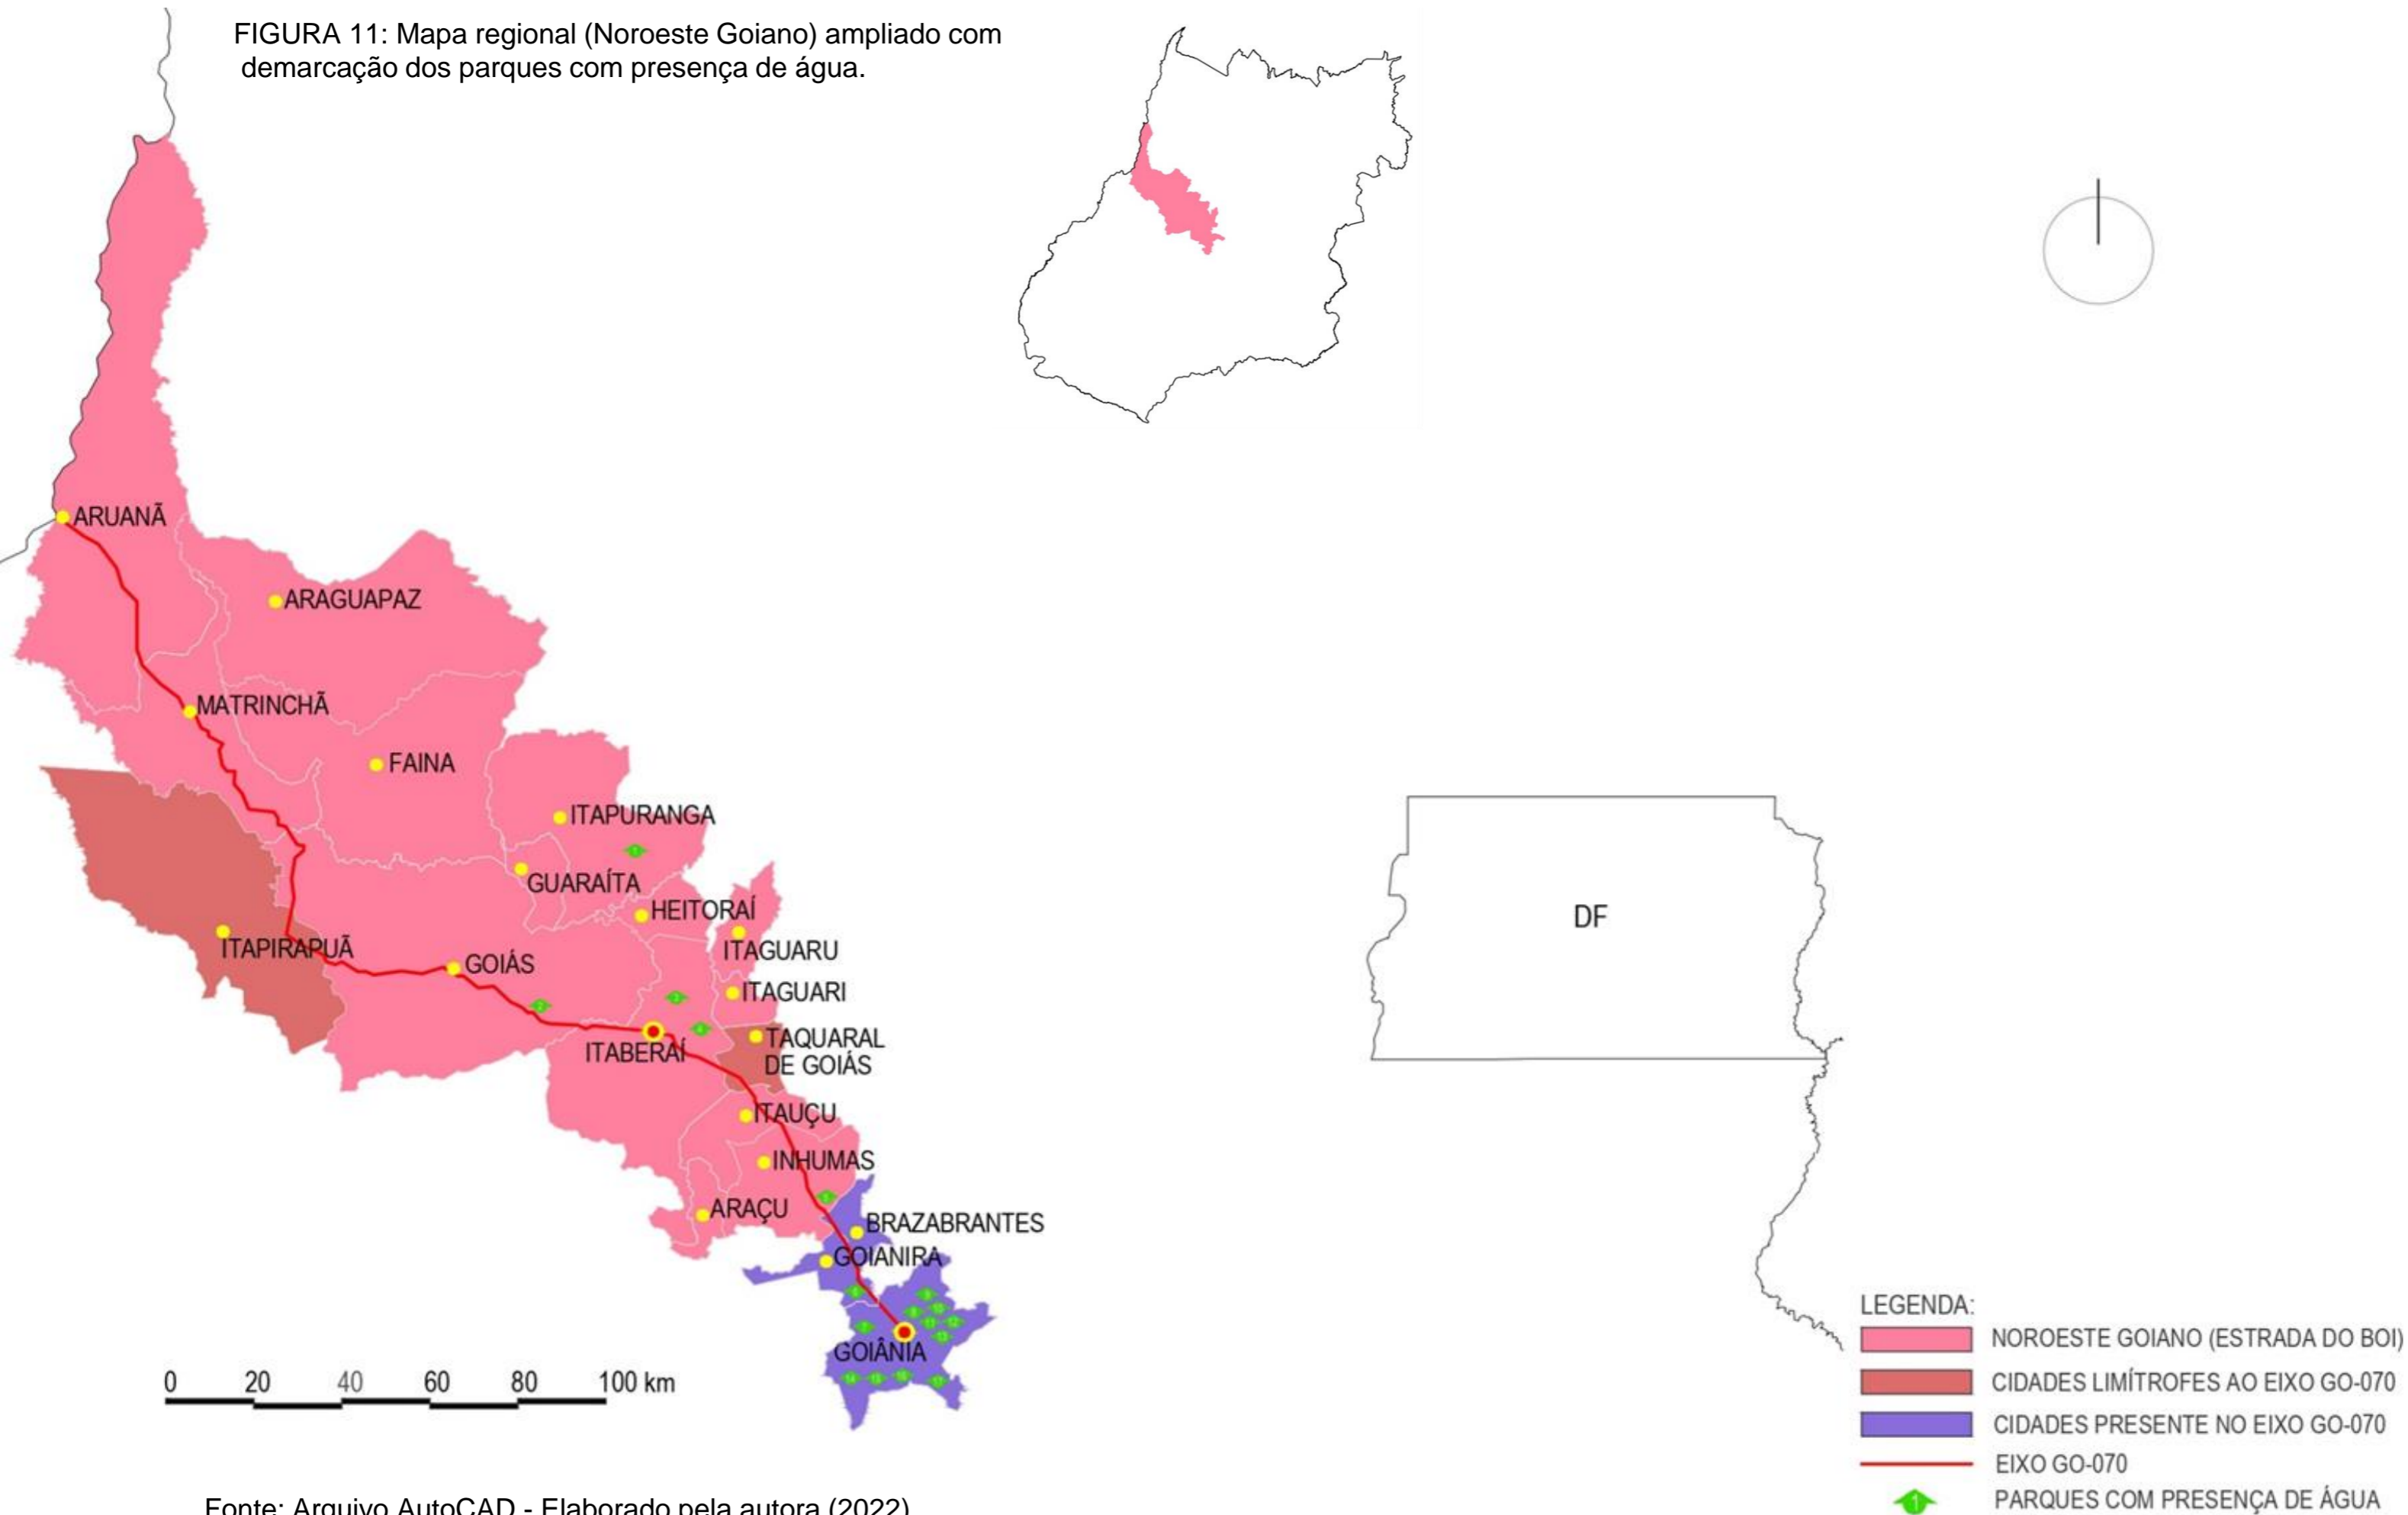 FIGURA 11: Mapa regional (Noroeste Goiano) ampliado com
demarcação dos parques com presença de água.
ARUANÃ
ARAGUAPAZ
MATRINCHÃ
FAINA
ITAPURANGA
1
GUARAÍTA
HEITORAÍ
ITAGUARU
ITAPIRAPUÃ
GOIÁS
ITAGUARI
2
ITABERAÍ
TAQUARAL
DE GOIÁS
ITAUÇU
INHUMAS
ARAÇU
BRAZABRANTES
GOIANIRA
GOIÂNIA
DF
0 20 40 60 80 100 km
LEGENDA:
NOROESTE GOIANO (ESTRADA DO BOI)
CIDADES LIMÍTROFES AO EIXO GO-070
CIDADES PRESENTE NO EIXO GO-070
EIXO GO-070
1 PARQUES COM PRESENÇA DE ÁGUA
Fonte: Arquivo AutoCAD - Elaborado pela autora (2022)